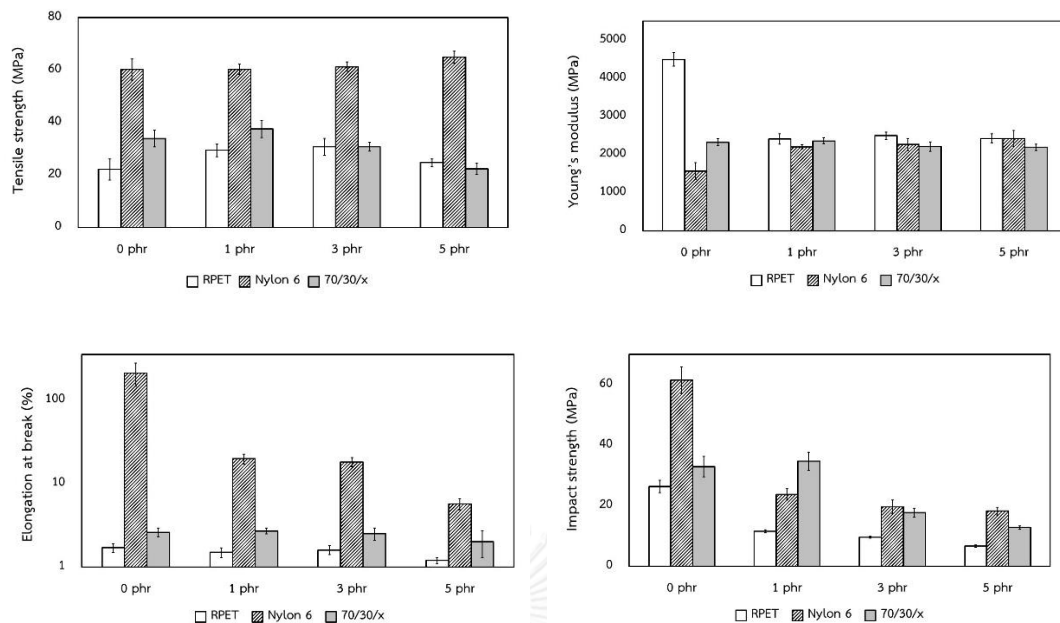 Tensile strength (MPa)
80
60
40
20
0
0 phr 1 phr 3 phr 5 phr
RPET Nylon 6 70/30/x
Young's modulus (MPa)
5000
4000
3000
2000
1000
0
0 phr 1 phr 3 phr 5 phr
RPET Nylon 6 70/30/x
Elongation at break (%)
100
10
1
0 phr 1 phr 3 phr 5 phr
RPET Nylon 6 70/30/x
Impact strength (MPa)
60
40
20
0
0 phr 1 phr 3 phr 5 phr
RPET Nylon 6 70/30/x